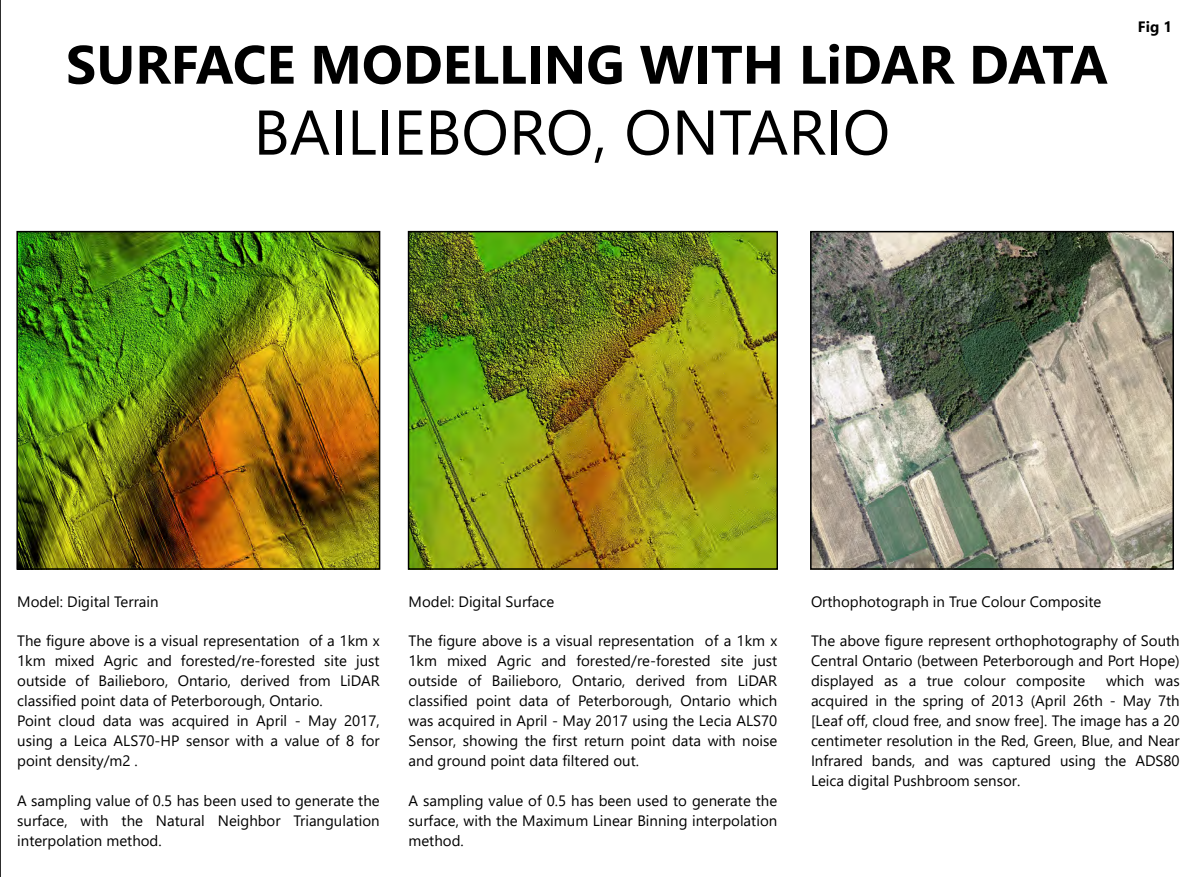 Fig 1
SURFACE MODELLING WITH LiDAR DATA
BAILIEBORO, ONTARIO
Model: Digital Terrain
The figure above is a visual representation of a 1km x
1km mixed Agric and forested/re-forested site just
outside of Bailieboro, Ontario, derived from LiDAR
classified point data of Peterborough, Ontario.
Point cloud data was acquired in April - May 2017,
using a Leica ALS70-HP sensor with a value of 8 for
point density/m2 .
A sampling value of 0.5 has been used to generate the
surface, with the Natural Neighbor Triangulation
interpolation method.
Model: Digital Surface
The figure above is a visual representation of a 1km x
1km mixed Agric and forested/re-forested site just
outside of Bailieboro, Ontario, derived from LiDAR
classified point data of Peterborough, Ontario which
was acquired in April - May 2017 using the Lecia ALS70
Sensor, showing the first return point data with noise
and ground point data filtered out.
A sampling value of 0.5 has been used to generate the
surface, with the Maximum Linear Binning interpolation
method.
Orthophotograph in True Colour Composite
The above figure represent orthophotography of South
Central Ontario (between Peterborough and Port Hope)
displayed as a true colour composite which was
acquired in the spring of 2013 (April 26th - May 7th
[Leaf off, cloud free, and snow free]. The image has a 20
centimeter resolution in the Red, Green, Blue, and Near
Infrared bands, and was captured using the ADS80
Leica digital Pushbroom sensor.